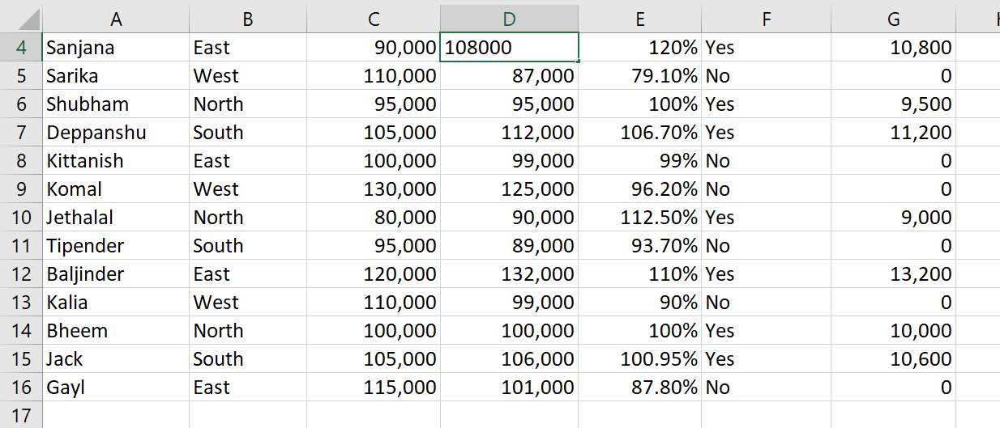 A B C D E F G
4 Sanjana East 90,000 108000 120% Yes 10,800
5 Sarika West 110,000 87,000 79.10% No 0
6 Shubham North 95,000 95,000 100% Yes 9,500
7 Deppanshu South 105,000 112,000 106.70% Yes 11,200
8 Kittanish East 100,000 99,000 99% No 0
9 Komal West 130,000 125,000 96.20% No 0
10 Jethalal North 80,000 90,000 112.50% Yes 9,000
11 Tipender South 95,000 89,000 93.70% No 0
12 Baljinder East 120,000 132,000 110% Yes 13,200
13 Kalia West 110,000 99,000 90% No 0
14 Bheem North 100,000 100,000 100% Yes 10,000
15 Jack South 105,000 106,000 100.95% Yes 10,600
16 Gayl East 115,000 101,000 87.80% No 0
17